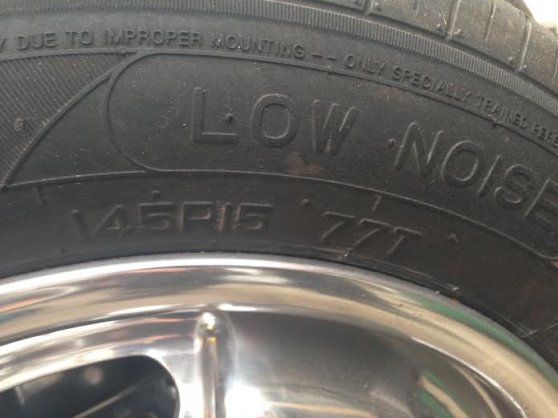 DUE TO IMPROPER MOUNTING -- ONLY SPECIALLY TRAINED
LOW NOISE
145R15 77T